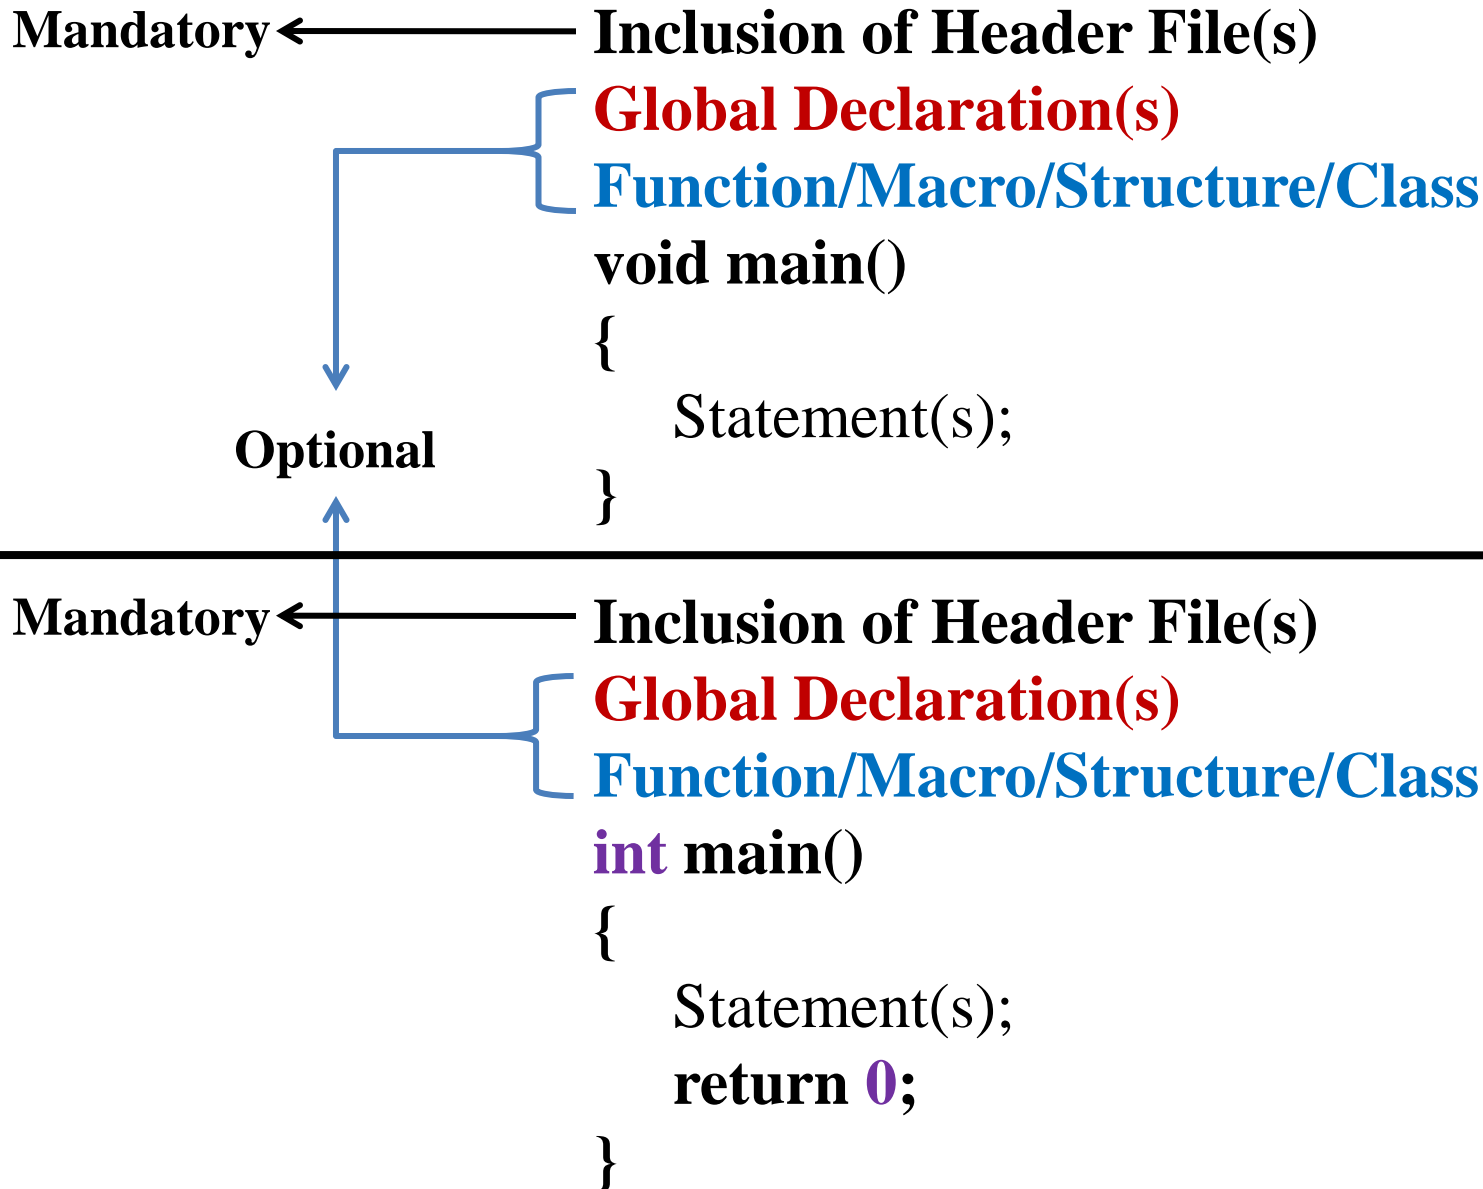 Mandatory Inclusion of Header File(s)
Global Declaration(s)
Function/Macro/Structure/Class
void main()
{
Statement(s);
Optional
}
Mandatory Inclusion of Header File(s)
Global Declaration(s)
Function/Macro/Structure/Class
int main()
{
Statement(s);
return 0;
}